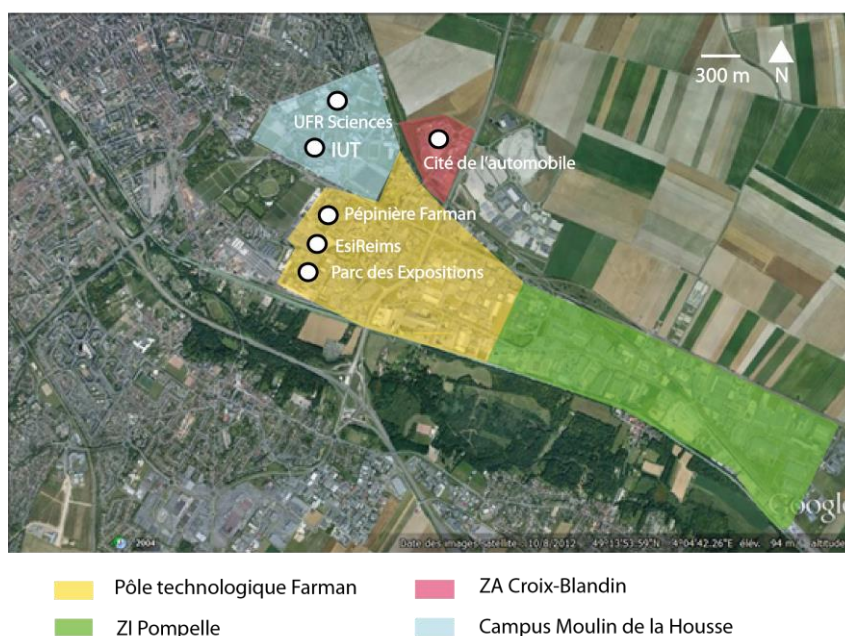 300 m
N
UFR Sciences
IUT
Cité de l'automobile
Pépinière Farman
EsiReims
Parc des Expositions
Google
2004
Date des images satellite : 10/8/2012 49°13'53.59"N 4°04'42.26"E élév. 94 m altitude
Pôle technologique Farman
ZA Croix-Blandin
ZI Pompelle
Campus Moulin de la Housse